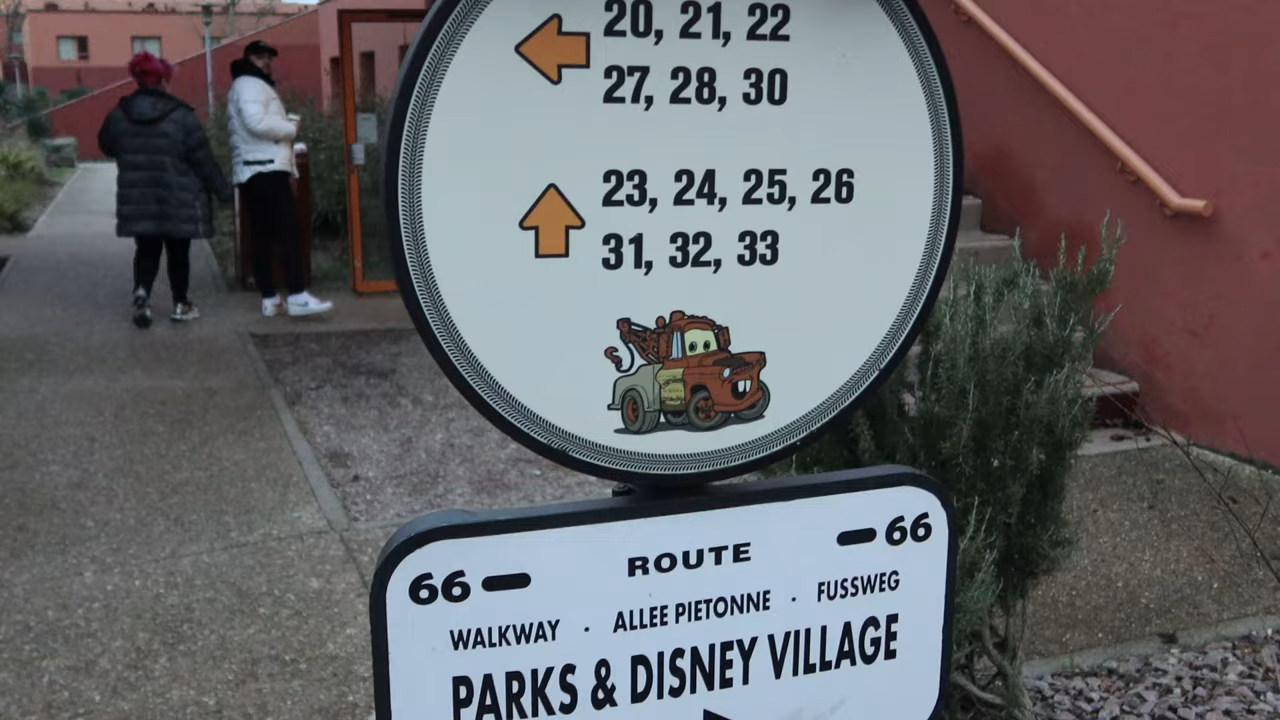 20, 21, 22
27, 28, 30
23, 24, 25, 26
31, 32, 33
66 ROUTE 66
WALKWAY · ALLEE PIETONNE · FUSSWEG
PARKS & DISNEY VILLAGE